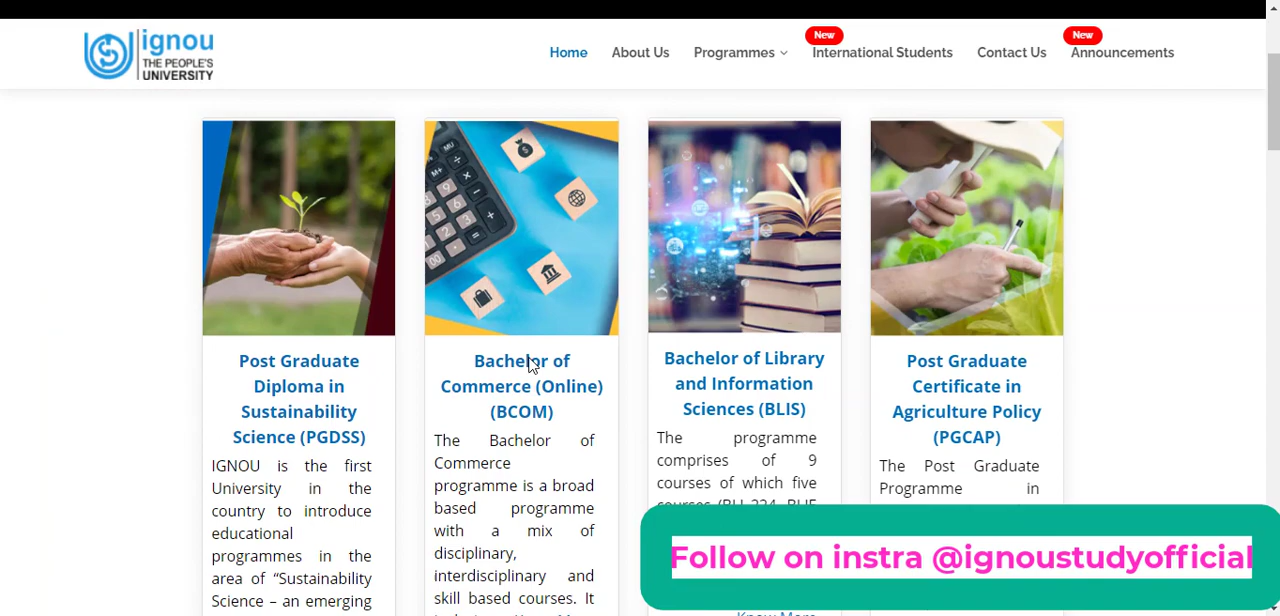 ignou
THE PEOPLE'S
UNIVERSITY
Home
About Us
Programmes
New
International Students
Contact Us
New
Announcements
Post Graduate
Diploma in
Sustainability
Science (PGDSS)
IGNOU is the first
University in the
country to introduce
educational
programmes in the
area of “Sustainability
Science – an emerging
Bachelor of
Commerce (Online)
(BCOM)
The Bachelor of
Commerce
programme is a broad
based programme
with a mix of
disciplinary,
interdisciplinary and
skill based courses. It
Bachelor of Library
and Information
Sciences (BLIS)
The programme
comprises of 9
courses of which five
Know More
Post Graduate
Certificate in
Agriculture Policy
(PGCAP)
The Post Graduate
Programme in
Follow on instra @ignoustudyofficial